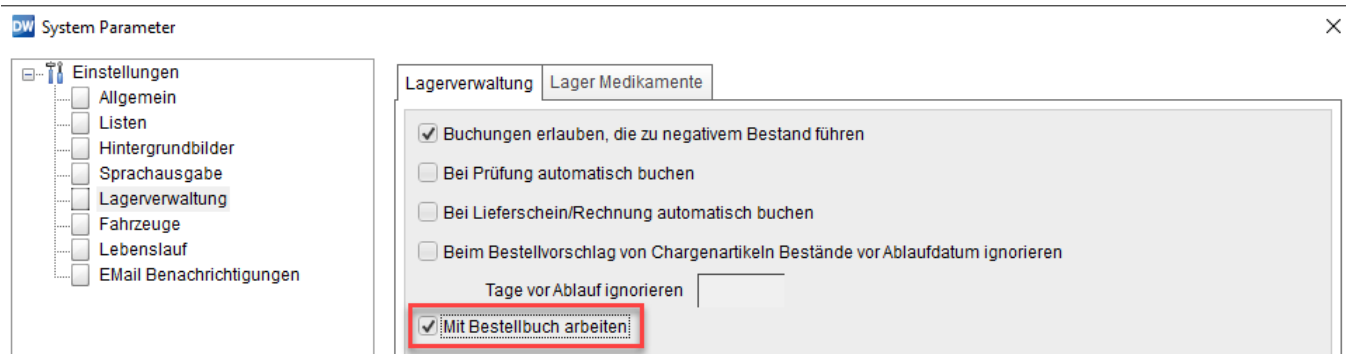 DW System Parameter
Einstellungen
Allgemein
Listen
Hintergrundbilder
Sprachausgabe
Lagerverwaltung
Fahrzeuge
Lebenslauf
EMail Benachrichtigungen
Lagerverwaltung Lager Medikamente
Buchungen erlauben, die zu negativem Bestand führen
Bei Prüfung automatisch buchen
Bei Lieferschein/Rechnung automatisch buchen
Beim Bestellvorschlag von Chargenartikeln Bestände vor Ablaufdatum ignorieren
Tage vor Ablauf ignorieren
Mit Bestellbuch arbeiten